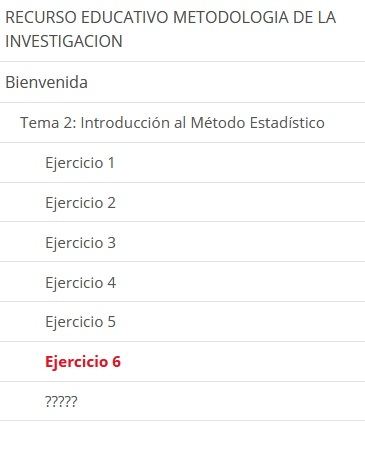 RECURSO EDUCATIVO METODOLOGIA DE LA
INVESTIGACION
Bienvenida
Tema 2: Introducción al Método Estadístico
Ejercicio 1
Ejercicio 2
Ejercicio 3
Ejercicio 4
Ejercicio 5
Ejercicio 6
?????